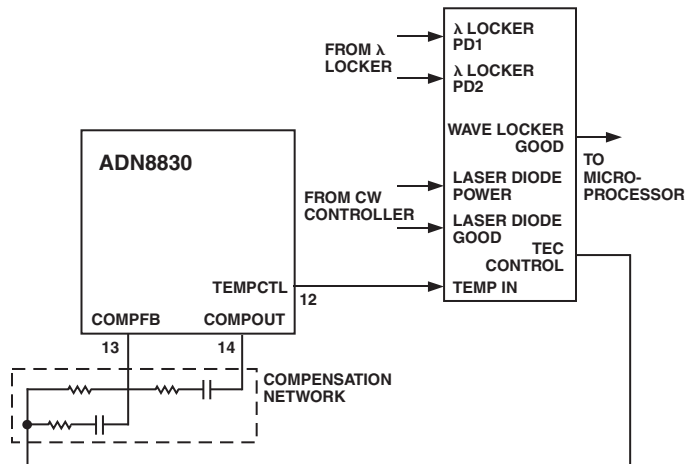 FROM λ
LOCKER
λ LOCKER
PD1
λ LOCKER
PD2
WAVE LOCKER
GOOD
TO
MICRO-
PROCESSOR
ADN8830
FROM CW
CONTROLLER
LASER DIODE
POWER
LASER DIODE
GOOD
TEC
CONTROL
TEMPCTL
12
TEMP IN
COMPFB
COMPOUT
13
14
COMPENSATION
NETWORK